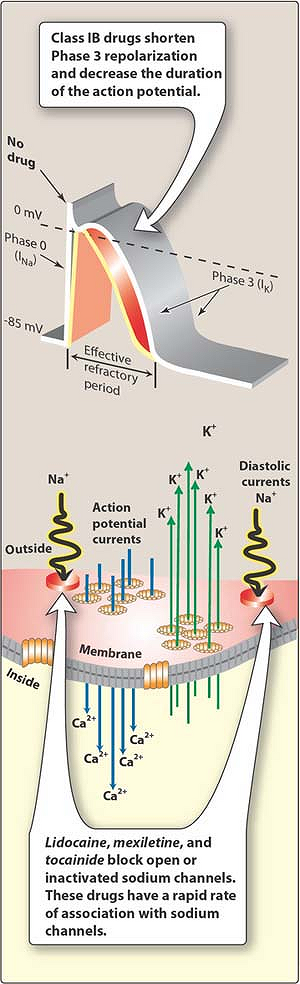 Class IB drugs shorten
Phase 3 repolarization
and decrease the duration
of the action potential.
No
drug
0 mV
Phase 0
(INa)
Phase 3 (IK)
-85 mV
Effective
refractory
period
K+
Diastolic
currents
Na+
Na+
Action
potential
currents
K+
K+
K+
K+
K+
Outside
Membrane
Inside
Ca2+
Ca2+
Ca2+
Ca2+
Ca2+
Lidocaine, mexiletine, and
tocainide block open or
inactivated sodium channels.
These drugs have a rapid rate
of association with sodium
channels.